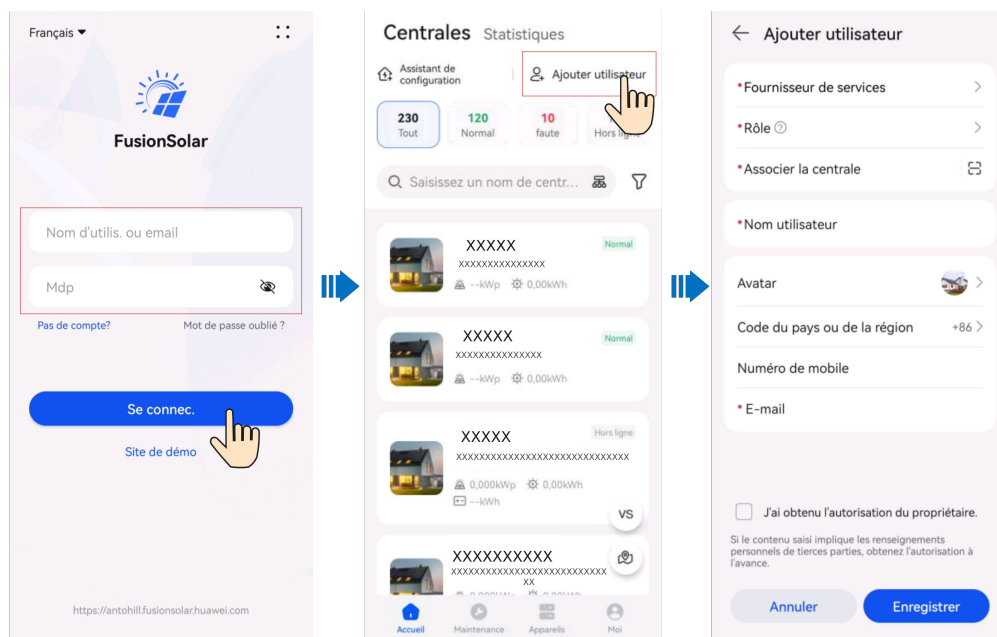 Français
FusionSolar
Nom d'utilis. ou email
Mdp
Pas de compte?
Mot de passe oublié ?
Se connec.
Site de démo
https://antohill.fusionsolar.huawei.com
Centrales Statistiques
Assistant de
configuration
Ajouter utilisateur
230
Tout
120
Normal
10
faute
Hors ligne
Saisissez un nom de centr...
XXXXX
Normal
XXXXXXXXXXXXXXX
--kWp 0,00kWh
XXXXX
Normal
XXXXXXXXXXXXXXX
--kWp 0,00kWh
XXXXX
Hors ligne
XXXXXXXXXXXXXXXXXXXXXXXXXXXXXX
0,000kWp 0,00kWh
--kWh
VS
XXXXXXXXXX
XXXXXXXXXXXXXXXXXXXXXXXXXXX
XX
Accueil
Maintenance
Appareils
Moi
Ajouter utilisateur
*Fournisseur de services
*Rôle
*Associer la centrale
*Nom utilisateur
Avatar
Code du pays ou de la région +86
Numéro de mobile
* E-mail
J'ai obtenu l'autorisation du propriétaire.
Si le contenu saisi implique les renseignements
personnels de tierces parties, obtenez l'autorisation à
l'avance.
Annuler
Enregistrer